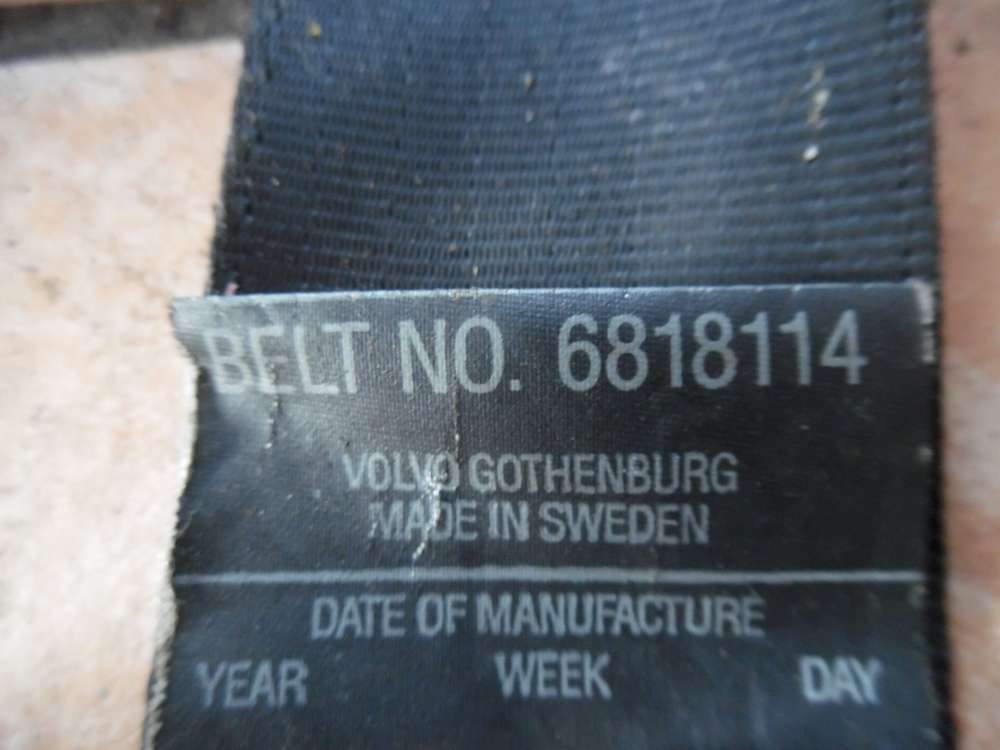 BELT NO. 6818114
VOLVO GOTHENBURG
MADE IN SWEDEN
DATE OF MANUFACTURE
YEAR WEEK DAY